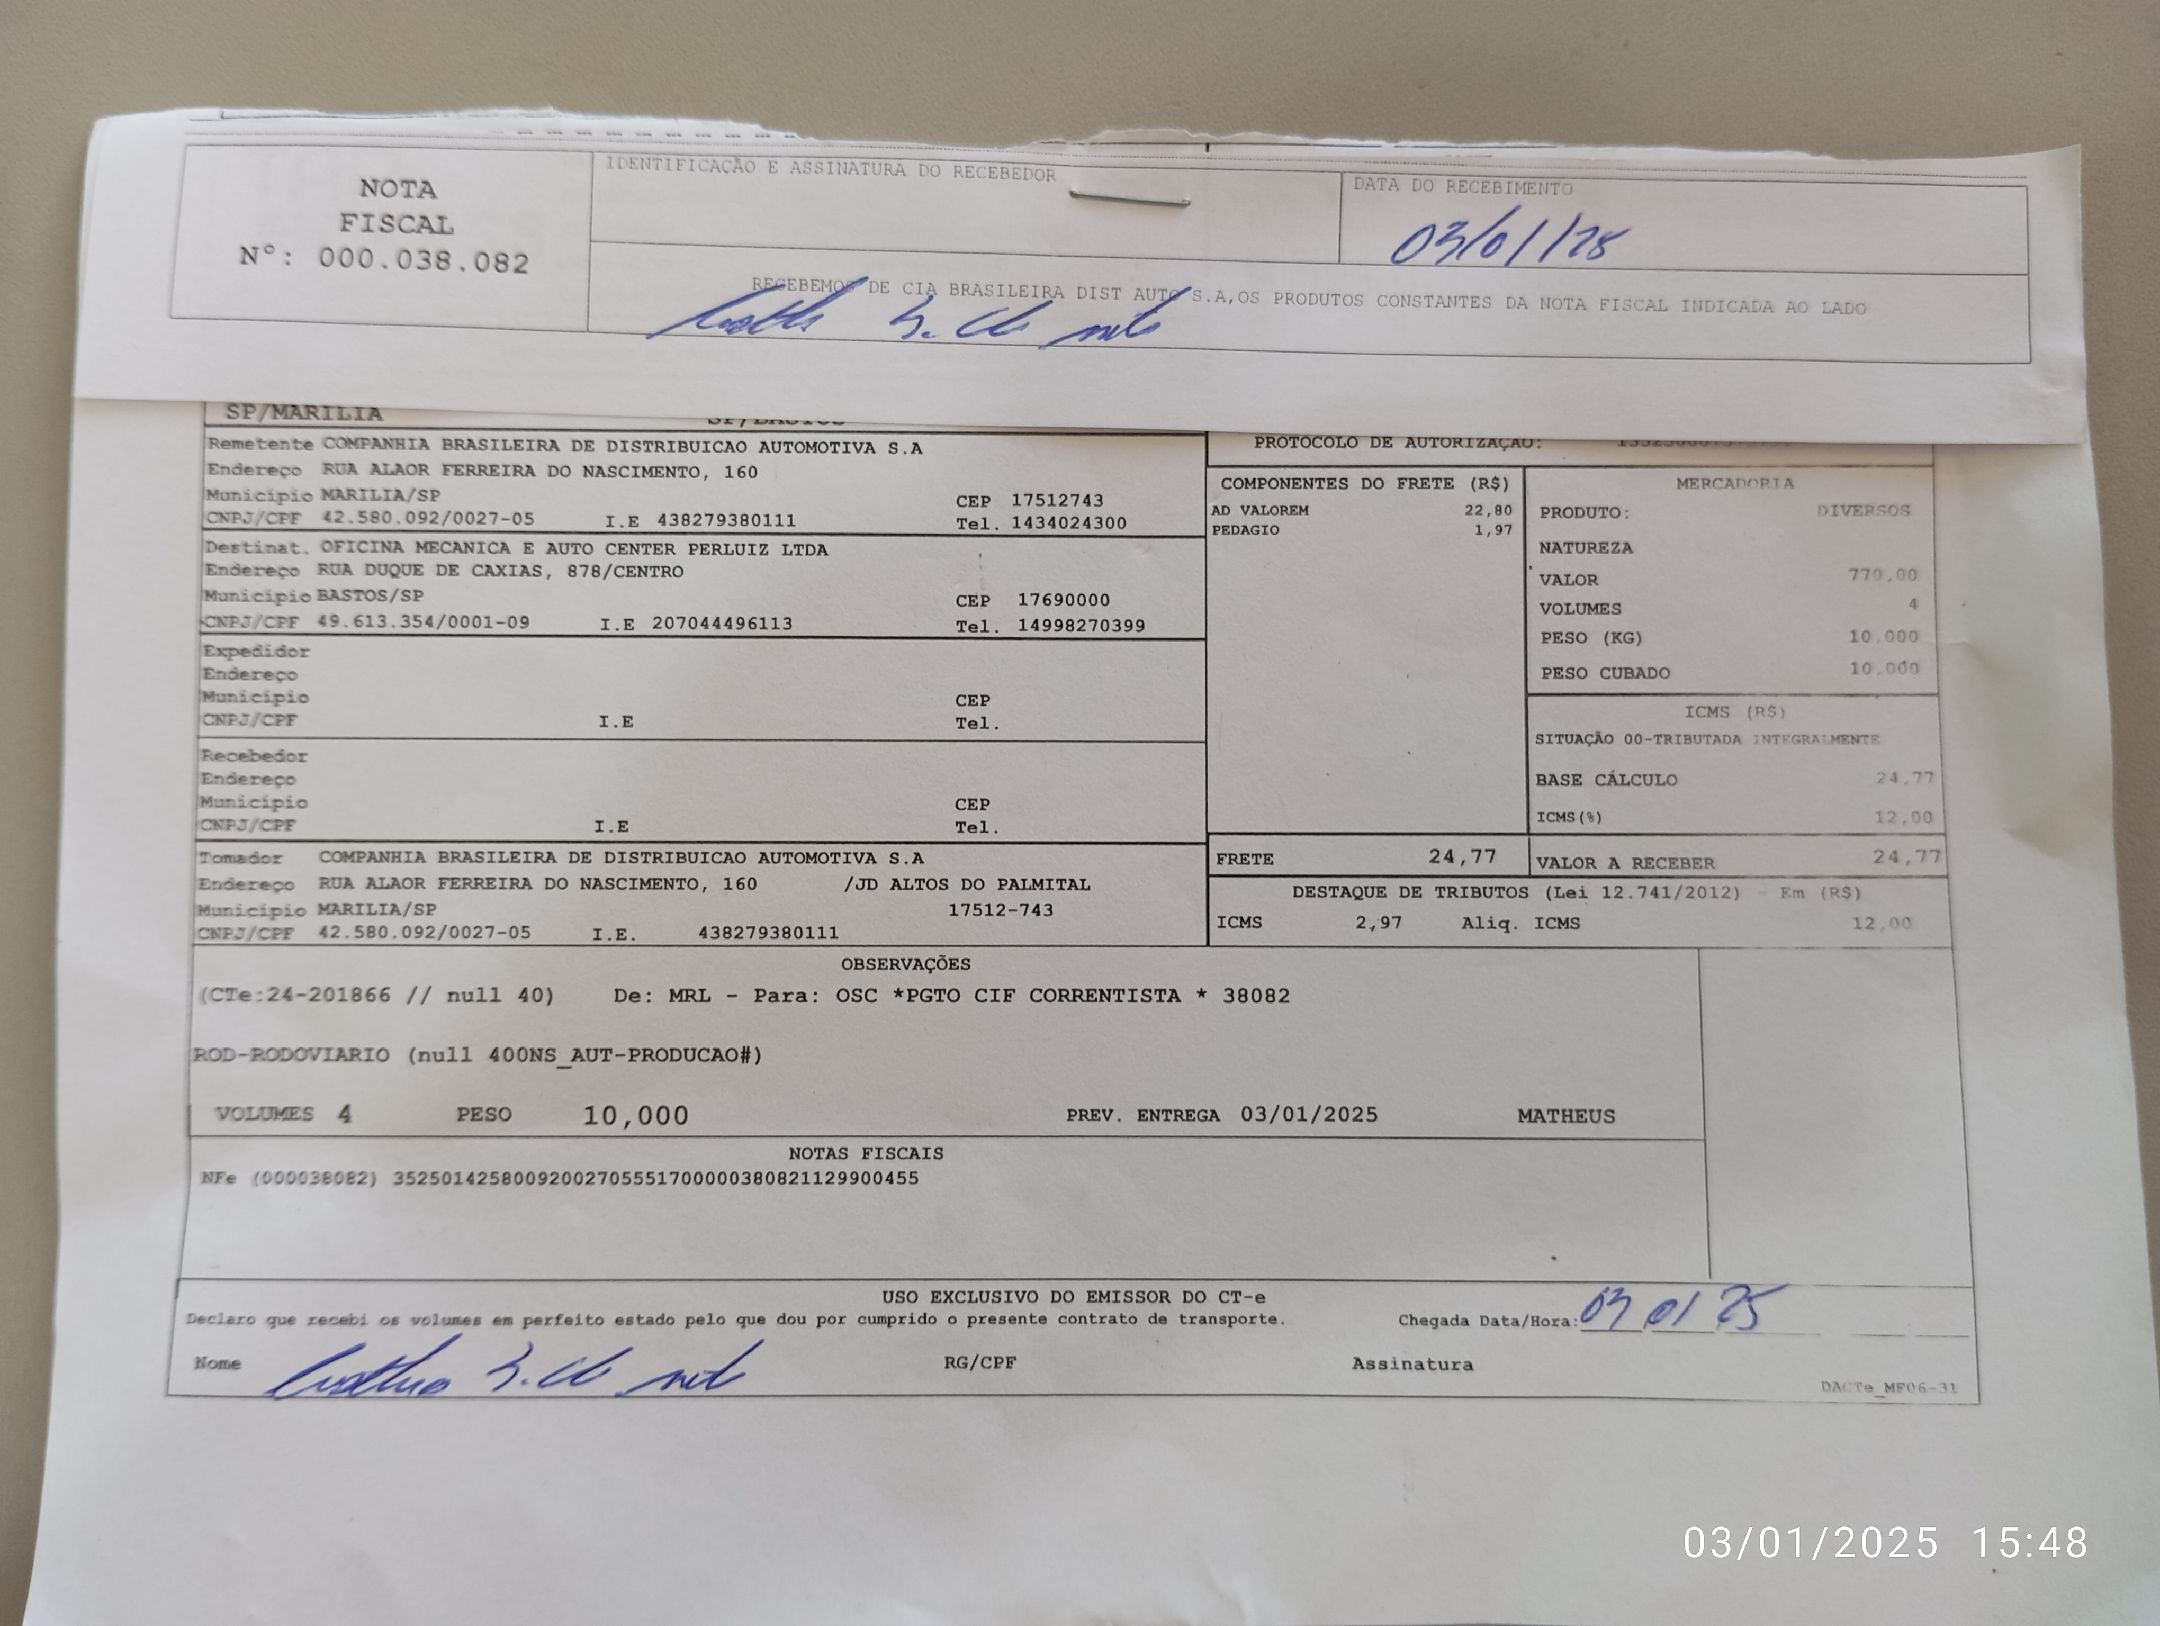 NOTA
FISCAL
Nº: 000.038.082
IDENTIFICAÇÃO E ASSINATURA DO RECEBEDOR
DATA DO RECEBIMENTO
03/01/25
RECEBEMOS DE CIA BRASILEIRA DIST AUTO S.A,OS PRODUTOS CONSTANTES DA NOTA FISCAL INDICADA AO LADO
SP/MARILIA SP/BASTOS
Remetente COMPANHIA BRASILEIRA DE DISTRIBUICAO AUTOMOTIVA S.A
Endereço RUA ALAOR FERREIRA DO NASCIMENTO, 160
Município MARILIA/SP CEP 17512743
CNPJ/CPF 42.580.092/0027-05 I.E 438279380111 Tel. 1434024300
Destinat. OFICINA MECANICA E AUTO CENTER PERLUIZ LTDA
Endereço RUA DUQUE DE CAXIAS, 878/CENTRO
Município BASTOS/SP CEP 17690000
CNPJ/CPF 49.613.354/0001-09 I.E 207044496113 Tel. 14998270399
Expedidor
Endereço
Município CEP
CNPJ/CPF I.E Tel.
Recebedor
Endereço
Município CEP
CNPJ/CPF I.E Tel.
Tomador COMPANHIA BRASILEIRA DE DISTRIBUICAO AUTOMOTIVA S.A
Endereço RUA ALAOR FERREIRA DO NASCIMENTO, 160 /JD ALTOS DO PALMITAL
Município MARILIA/SP 17512-743
CNPJ/CPF 42.580.092/0027-05 I.E. 438279380111
PROTOCOLO DE AUTORIZAÇÃO:
COMPONENTES DO FRETE (R$)
AD VALOREM 22,80
PEDAGIO 1,97
MERCADORIA
PRODUTO: DIVERSOS
NATUREZA
VALOR 770,00
VOLUMES 4
PESO (KG) 10,000
PESO CUBADO 10,000
ICMS (R$)
SITUAÇÃO 00-TRIBUTADA INTEGRALMENTE
BASE CÁLCULO 24,77
ICMS(%) 12,00
FRETE 24,77 VALOR A RECEBER 24,77
DESTAQUE DE TRIBUTOS (Lei 12.741/2012) - Em (R$)
ICMS 2,97 Aliq. ICMS 12,00
OBSERVAÇÕES
(CTe:24-201866 // null 40) De: MRL - Para: OSC *PGTO CIF CORRENTISTA * 38082
ROD-RODOVIARIO (null 400NS_AUT-PRODUCAO#)
VOLUMES 4 PESO 10,000 PREV. ENTREGA 03/01/2025 MATHEUS
NOTAS FISCAIS
NFe (000038082) 35250142580092002705551700000380821129900455
USO EXCLUSIVO DO EMISSOR DO CT-e
Declaro que recebi os volumes em perfeito estado pelo que dou por cumprido o presente contrato de transporte. Chegada Data/Hora: 03 01 25
Nome RG/CPF Assinatura
DACTe_MF06-31
03/01/2025 15:48